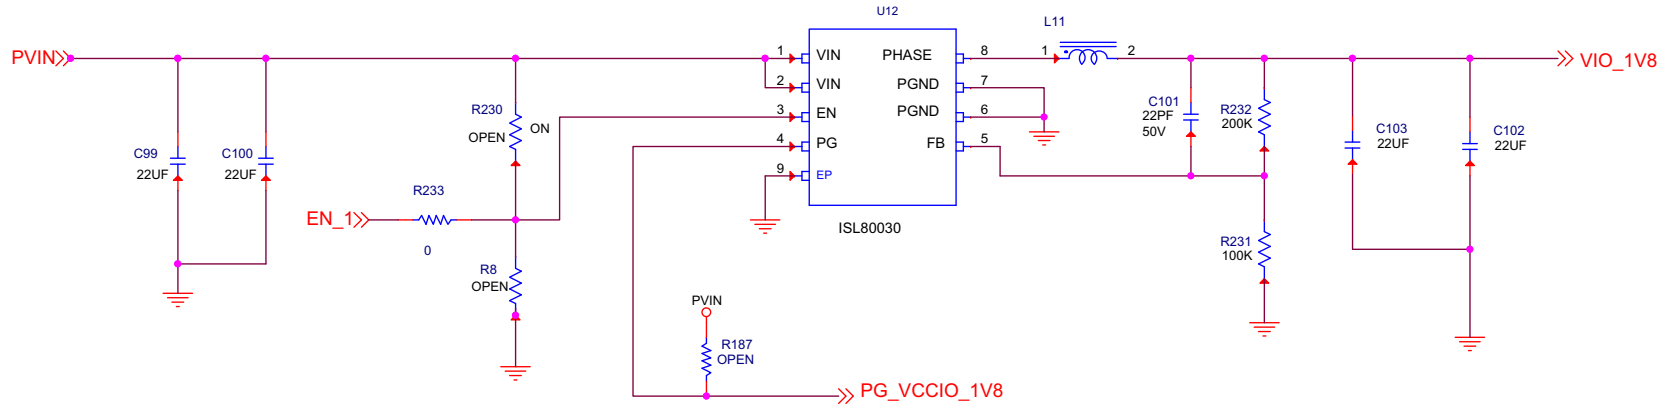 U12
L11
PVIN
1
VIN
PHASE
8
1
2
VIO_1V8
2
VIN
PGND
7
R230
OPEN
ON
3
EN
PGND
6
C101
22PF
50V
R232
200K
C103
22UF
C102
22UF
4
PG
FB
5
C99
22UF
C100
22UF
9
EP
R233
EN_1
0
ISL80030
R231
100K
R8
OPEN
PVIN
R187
OPEN
PG_VCCIO_1V8